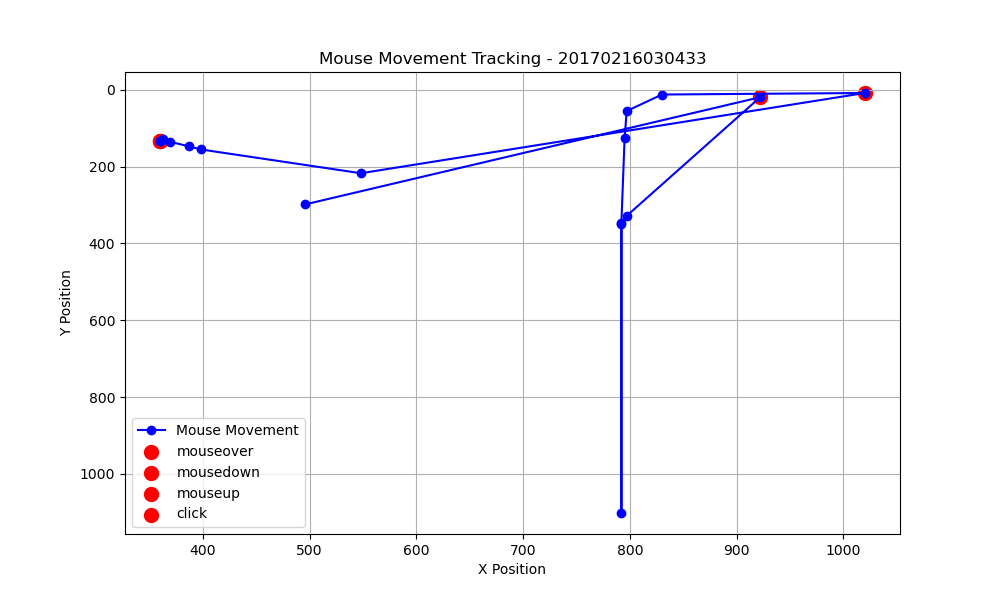 Mouse Movement Tracking - 20170216030433
0
200
400
600
800
1000
Y Position
Mouse Movement
mouseover
mousedown
mouseup
click
400 500 600 700 800 900 1000
X Position